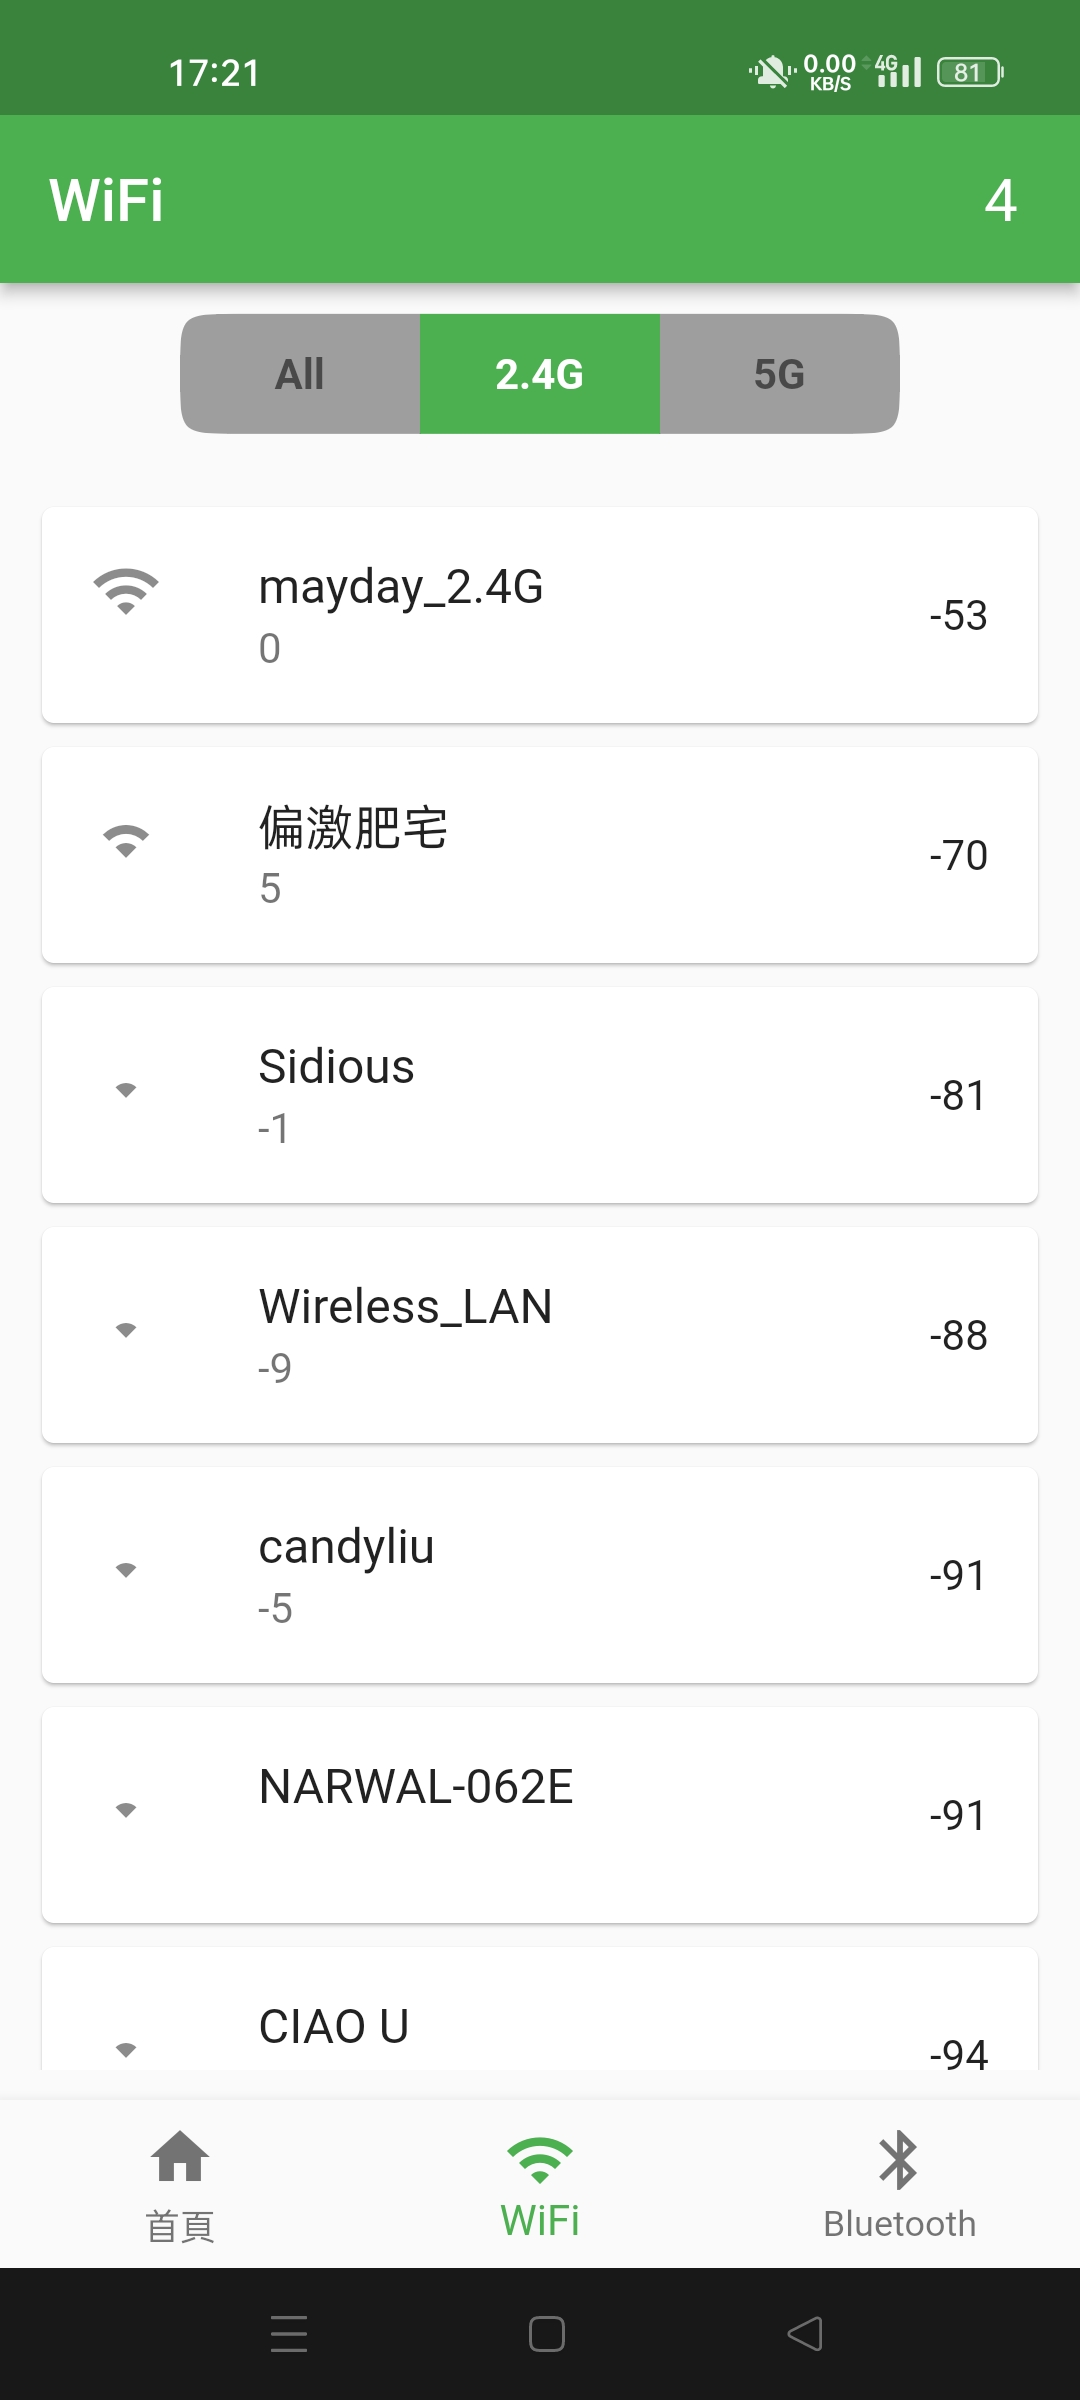 17:21
0.00
KB/S
4G
81
WiFi
4
All
2.4G
5G
mayday_2.4G
0
-53
偏激肥宅
5
-70
Sidious
-1
-81
Wireless_LAN
-9
-88
candyliu
-5
-91
NARWAL-062E
-91
CIAO U
-94
首頁
WiFi
Bluetooth